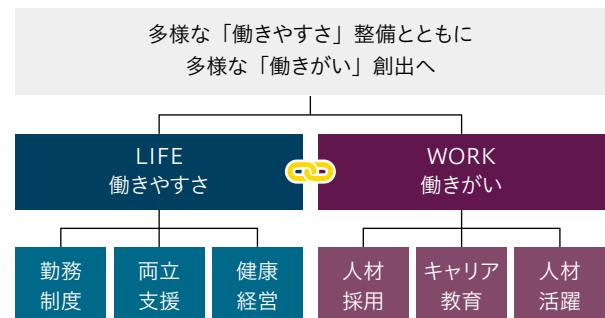 多様な「働きやすさ」整備とともに
多様な「働きがい」創出へ
LIFE
働きやすさ
WORK
働きがい
勤務
制度
両立
支援
健康
経営
人材
採用
キャリア
教育
人材
活躍